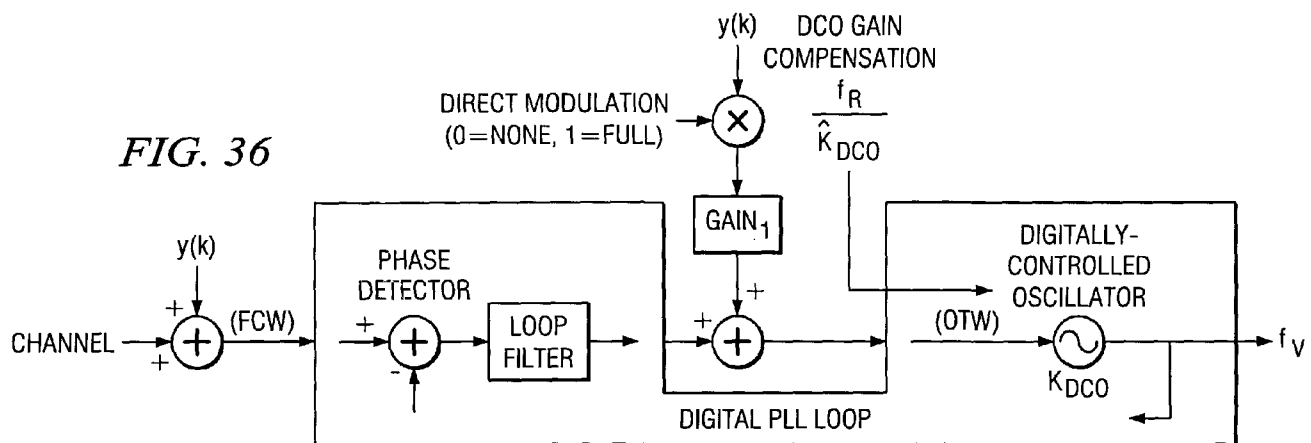 y(k)
DCO GAIN
COMPENSATION
f_R
K̂_DCO
DIRECT MODULATION
(0=NONE, 1=FULL)
FIG. 36
GAIN_1
y(k)
PHASE
DETECTOR
DIGITALLY-
CONTROLLED
OSCILLATOR
+
+
+
(FCW)
+
-
LOOP
FILTER
+
(OTW)
CHANNEL
+
f_V
K_DCO
DIGITAL PLL LOOP